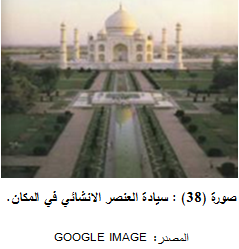 صورة (38) : سيادة العنصر الانشائي في المكان.
المصدر: GOOGLE IMAGE